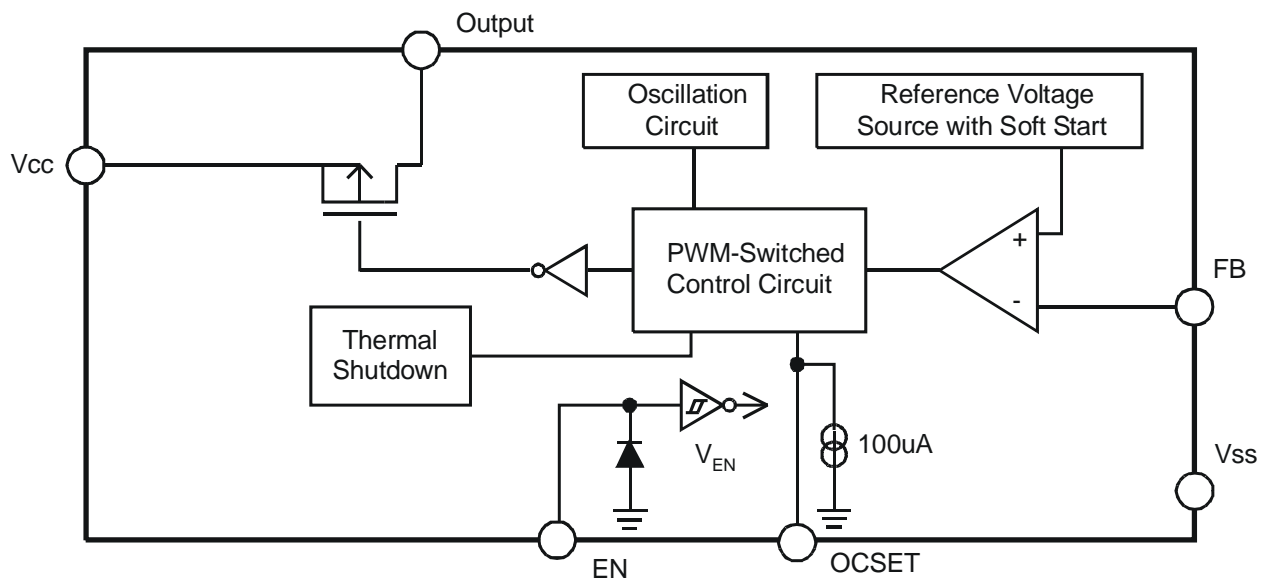 Output
Oscillation
Circuit
Reference Voltage
Source with Soft Start
Vcc
PWM-Switched
Control Circuit
+
-
FB
Thermal
Shutdown
VEN
100uA
Vss
EN
OCSET